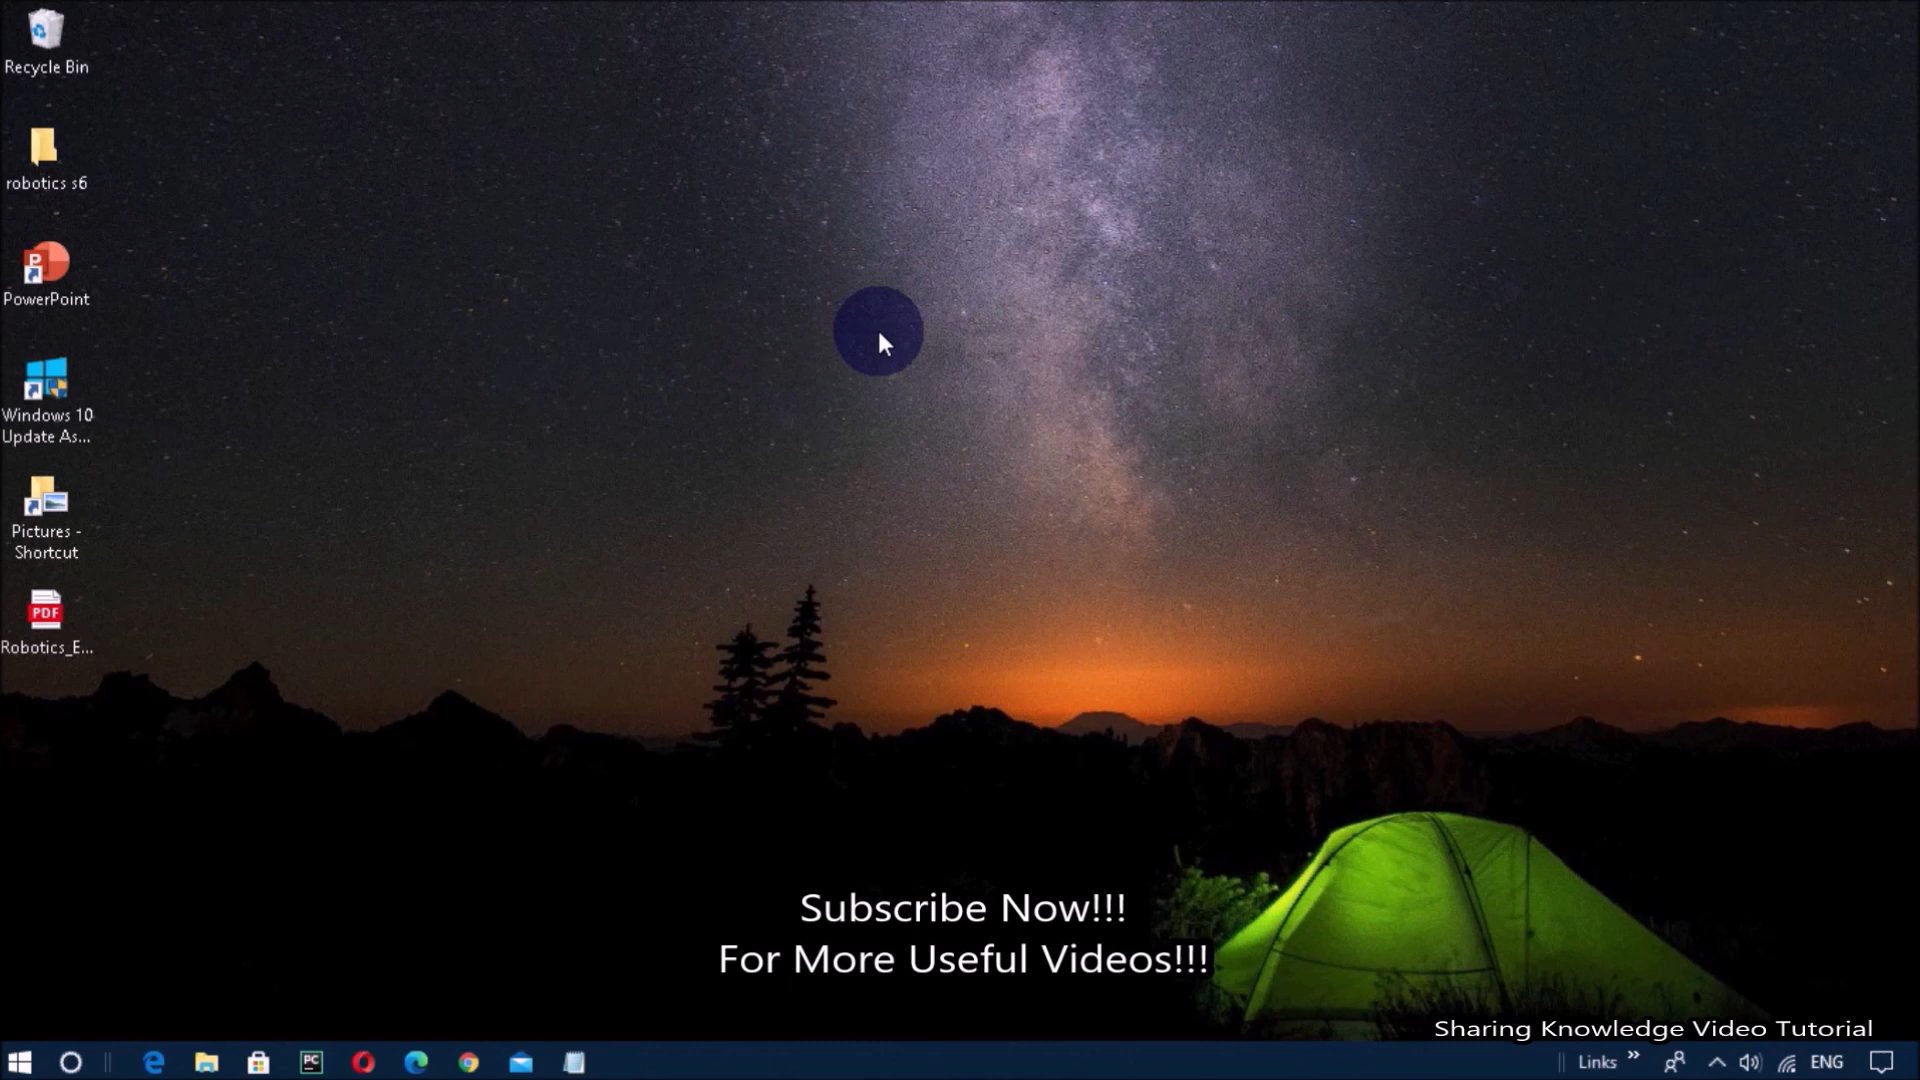 Recycle Bin
robotics s6
PowerPoint
Windows 10
Update As...
Pictures -
Shortcut
PDF
Robotics_E...
Subscribe Now!!!
For More Useful Videos!!!
Sharing Knowledge Video Tutorial
PC
Links
ENG